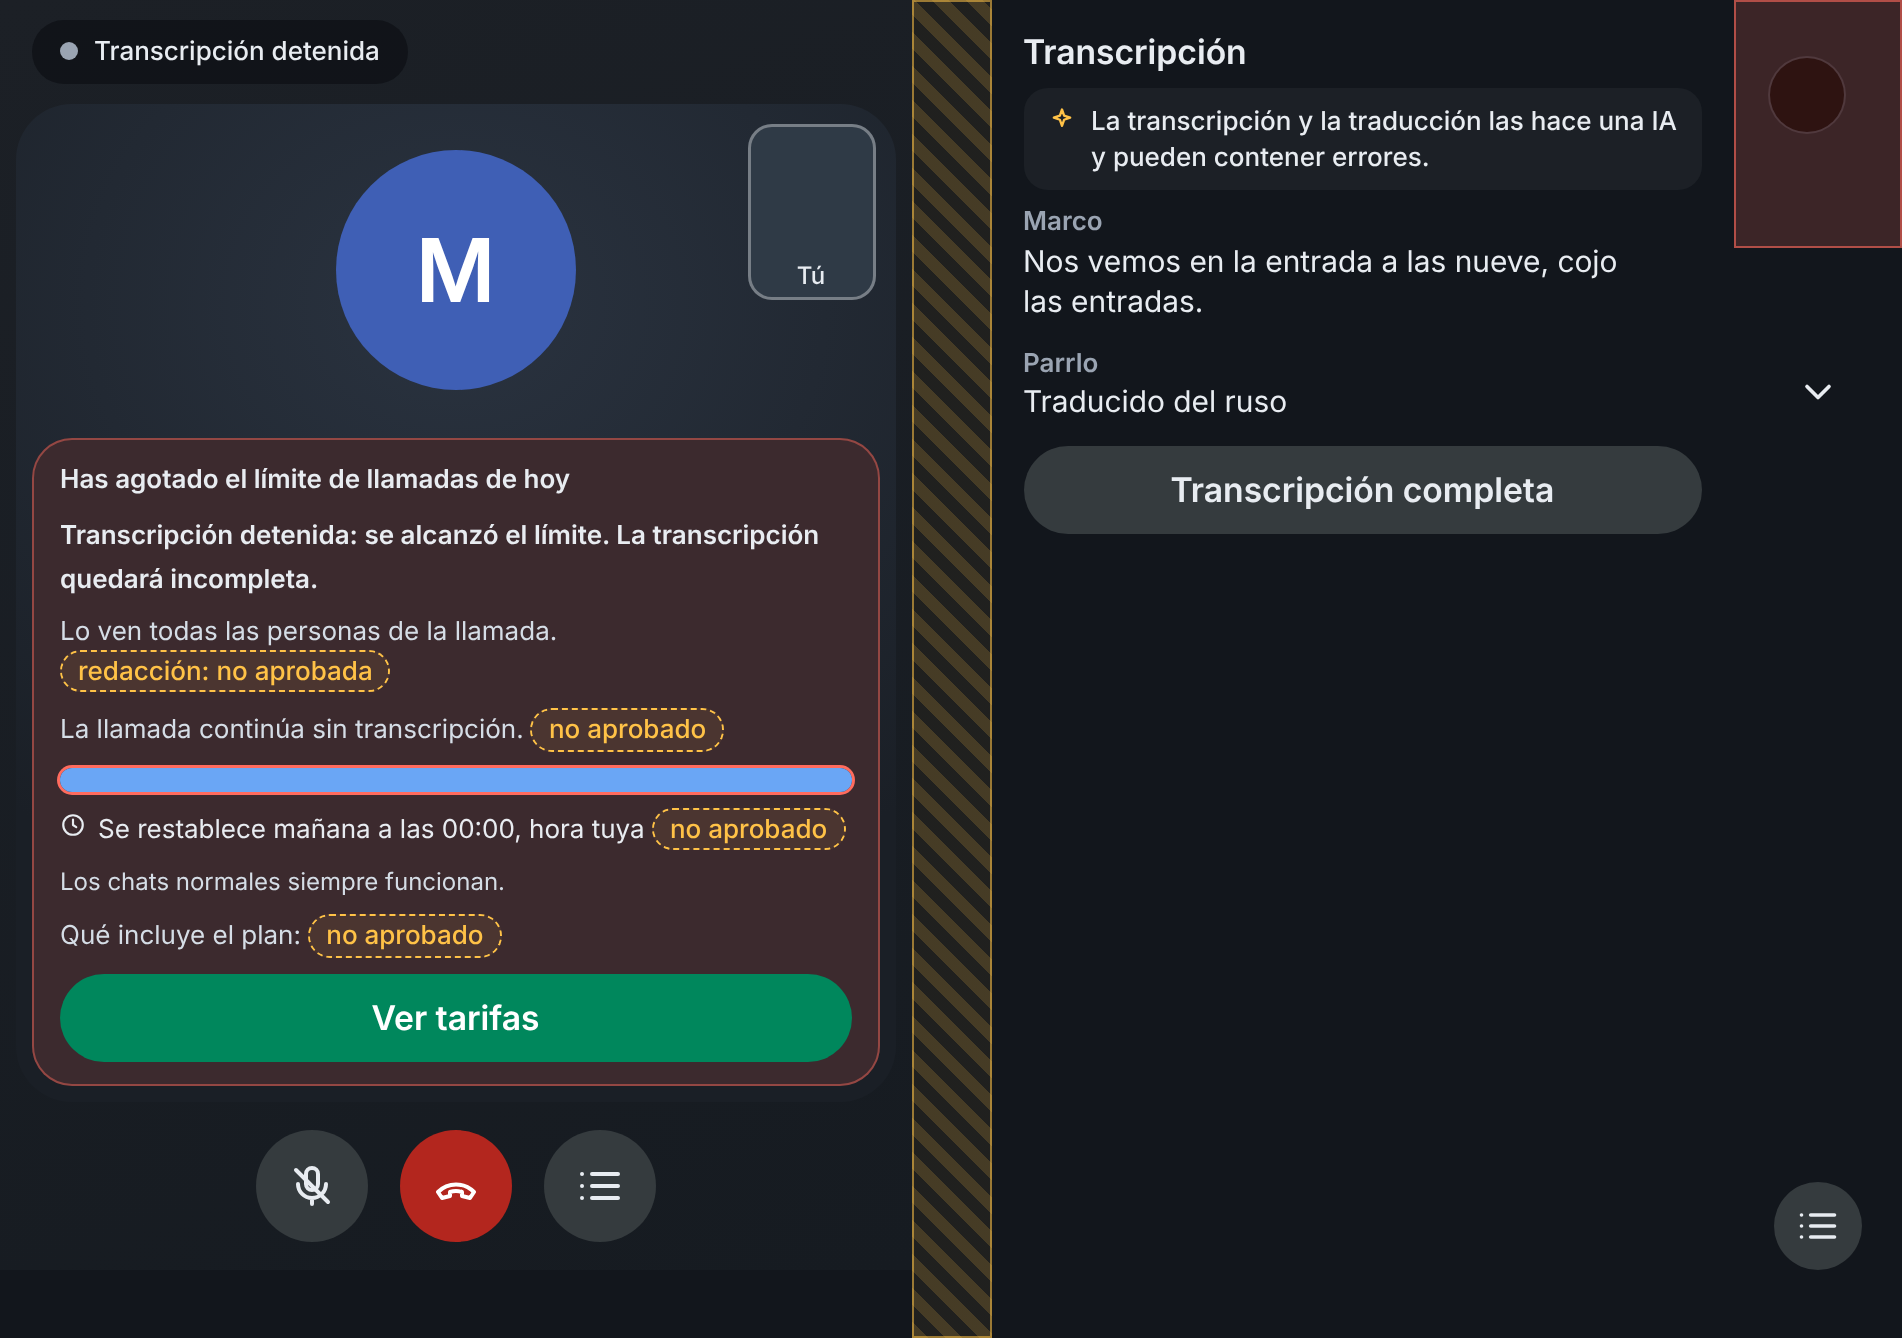 Transcripción detenida
M
Tú
Has agotado el límite de llamadas de hoy
Transcripción detenida: se alcanzó el límite. La transcripción
quedará incompleta.
Lo ven todas las personas de la llamada.
redacción: no aprobada
La llamada continúa sin transcripción. no aprobado
Se restablece mañana a las 00:00, hora tuya no aprobado
Los chats normales siempre funcionan.
Qué incluye el plan: no aprobado
Ver tarifas
Transcripción
La transcripción y la traducción las hace una IA
y pueden contener errores.
Marco
Nos vemos en la entrada a las nueve, cojo
las entradas.
Parrlo
Traducido del ruso
Transcripción completa